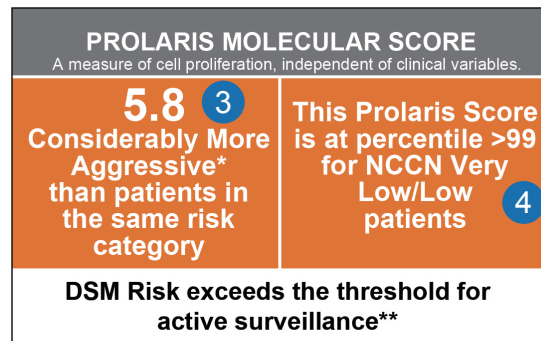 PROLARIS MOLECULAR SCORE
A measure of cell proliferation, independent of clinical variables.
5.8 3
Considerably More
Aggressive*
than patients in
the same risk
category
This Prolaris Score
is at percentile >99
for NCCN Very
Low/Low
patients
4
DSM Risk exceeds the threshold for
active surveillance**